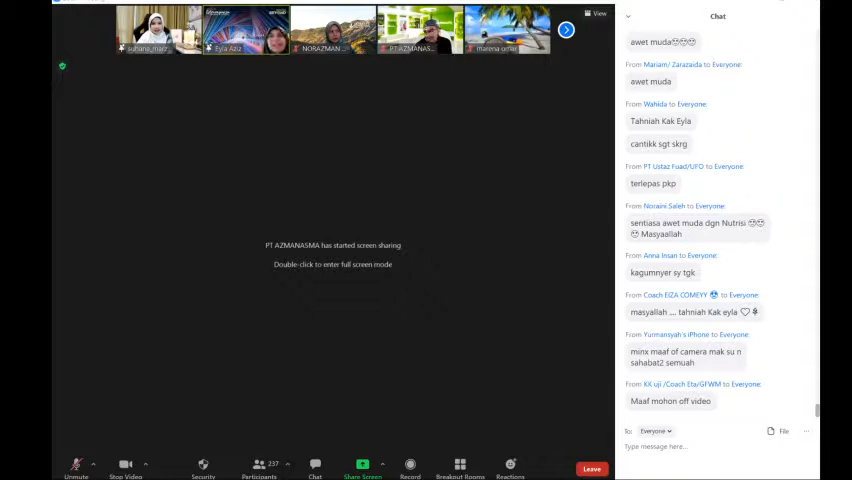 View
suhana_marzu
Eyla Aziz
NORAZMAN ...
PT AZMANAS...
marena omar
PT AZMANASMA has started screen sharing
Double-click to enter full screen mode
Unmute
Stop Video
Security
Participants
237
Chat
Share Screen
Record
Breakout Rooms
Reactions
Leave
Chat
awet muda😍😍😍
From Mariam/ Zarazaida to Everyone:
awet muda
From Wahida to Everyone:
Tahniah Kak Eyla
cantikk sgt skrg
From PT Ustaz Fuad/UFO to Everyone:
terlepas pkp
From Noraini Saleh to Everyone:
sentiasa awet muda dgn Nutrisi 😍😍
😍 Masyaallah
From Anna Insan to Everyone:
kagumnyer sy tgk
From Coach EIZA COMEYY to Everyone:
masyallah .... tahniah Kak eyla
From Yurmansyah's iPhone to Everyone:
minx maaf of camera mak su n
sahabat2 semuah
From KK uji /Coach Eta/GFWM to Everyone:
Maaf mohon off video
To: Everyone
File
...
Type message here...